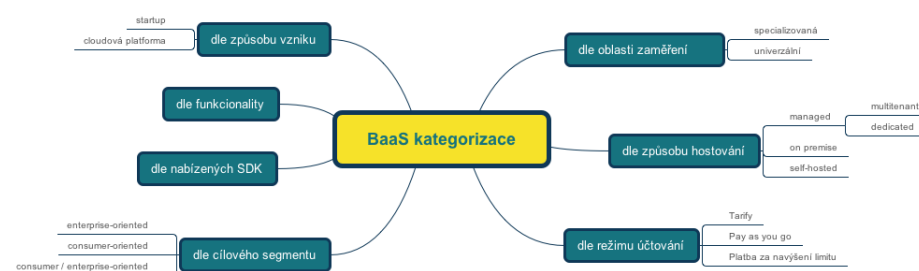 startup
cloudová platforma
dle způsobu vzniku
dle funkcionality
dle nabízených SDK
enterprise-oriented
consumer-oriented
consumer / enterprise-oriented
dle cílového segmentu
BaaS kategorizace
dle oblasti zaměření
specializovaná
univerzální
dle způsobu hostování
managed
multitenant
dedicated
on premise
self-hosted
dle režimu účtování
Tarify
Pay as you go
Platba za navýšení limitu